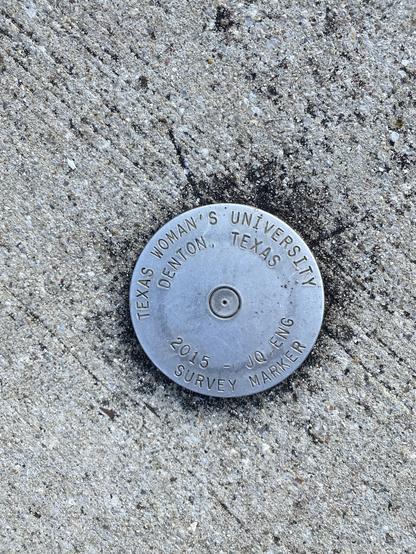 TEXAS WOMAN'S UNIVERSITY
DENTON, TEXAS
2015 - JQ ENG
SURVEY MARKER